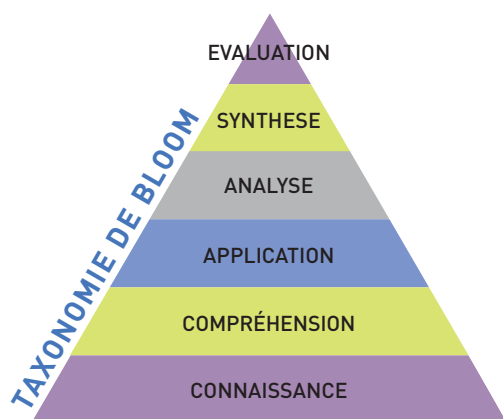 TAXONOMIE DE BLOOM
EVALUATION
SYNTHESE
ANALYSE
APPLICATION
COMPRÉHENSION
CONNAISSANCE